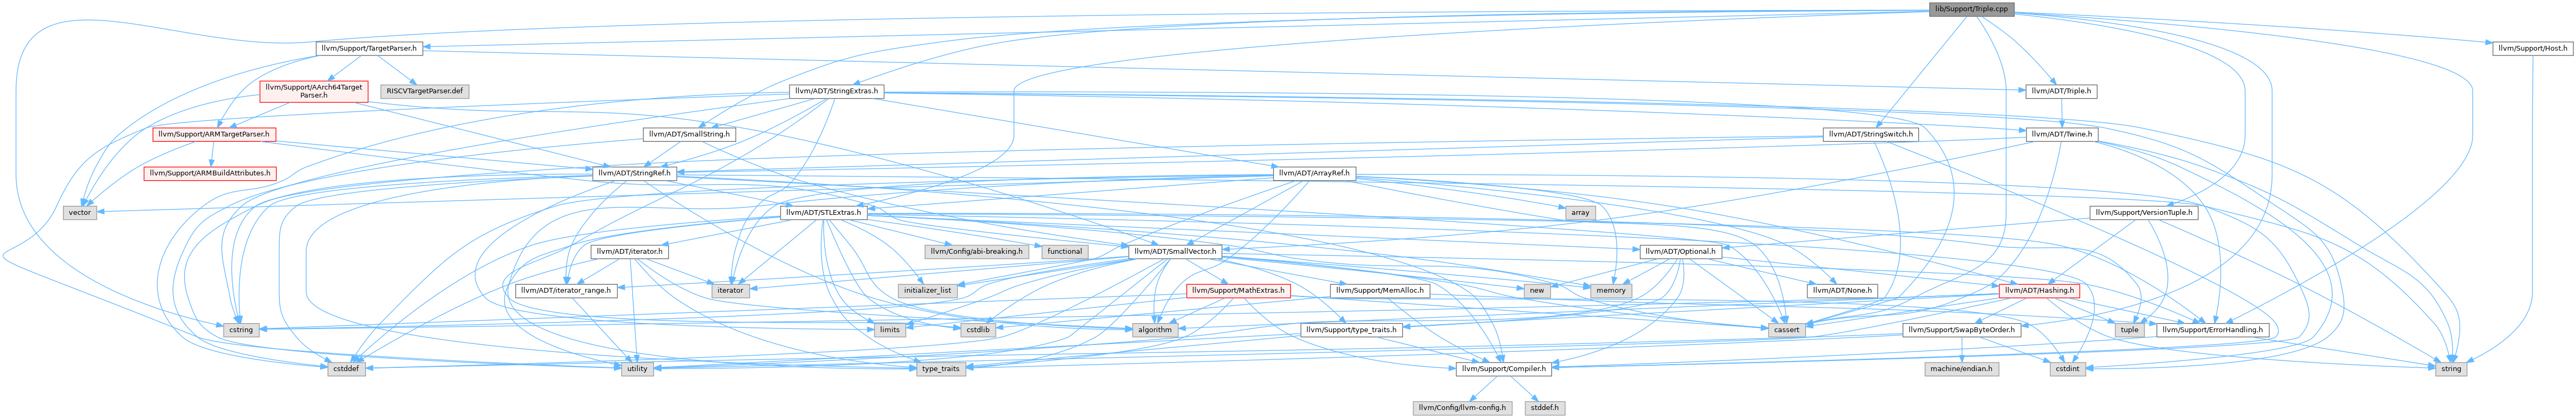 lib/Support/Triple.cpp
llvm/Support/TargetParser.h
llvm/Support/Host.h
llvm/Support/AArch64Target
Parser.h
RISCVTargetParser.def
llvm/ADT/StringExtras.h
llvm/ADT/Triple.h
llvm/Support/ARMTargetParser.h
llvm/ADT/SmallString.h
llvm/ADT/StringSwitch.h
llvm/ADT/Twine.h
llvm/Support/ARMBuildAttributes.h
llvm/ADT/StringRef.h
llvm/ADT/ArrayRef.h
vector
llvm/ADT/STLExtras.h
array
llvm/Support/VersionTuple.h
llvm/ADT/iterator.h
llvm/Config/abi-breaking.h
functional
llvm/ADT/SmallVector.h
llvm/ADT/Optional.h
llvm/ADT/iterator_range.h
iterator
initializer_list
llvm/Support/MathExtras.h
llvm/Support/MemAlloc.h
new
memory
llvm/ADT/None.h
llvm/ADT/Hashing.h
cstring
limits
cstdlib
algorithm
llvm/Support/type_traits.h
cassert
llvm/Support/SwapByteOrder.h
tuple
llvm/Support/ErrorHandling.h
cstddef
utility
type_traits
llvm/Support/Compiler.h
machine/endian.h
cstdint
string
llvm/Config/llvm-config.h
stddef.h